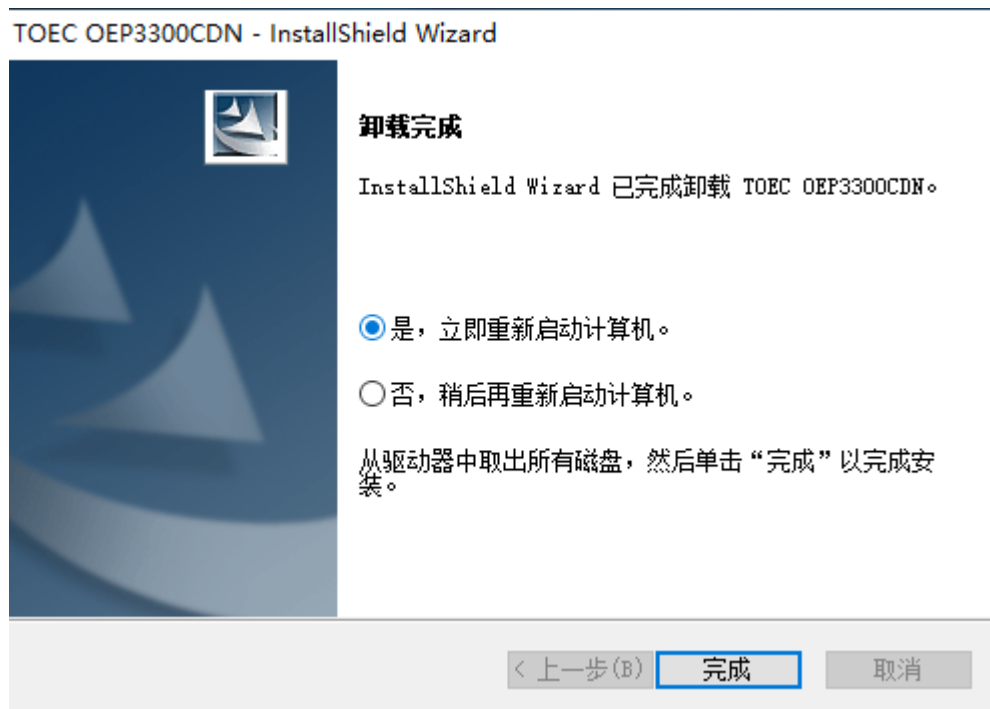 TOEC OEP3300CDN - InstallShield Wizard
卸载完成
InstallShield Wizard 已完成卸载 TOEC OEP3300CDN。
是，立即重新启动计算机。
否，稍后再重新启动计算机。
从驱动器中取出所有磁盘，然后单击“完成”以完成安
装。
< 上一步(B)
完成
取消